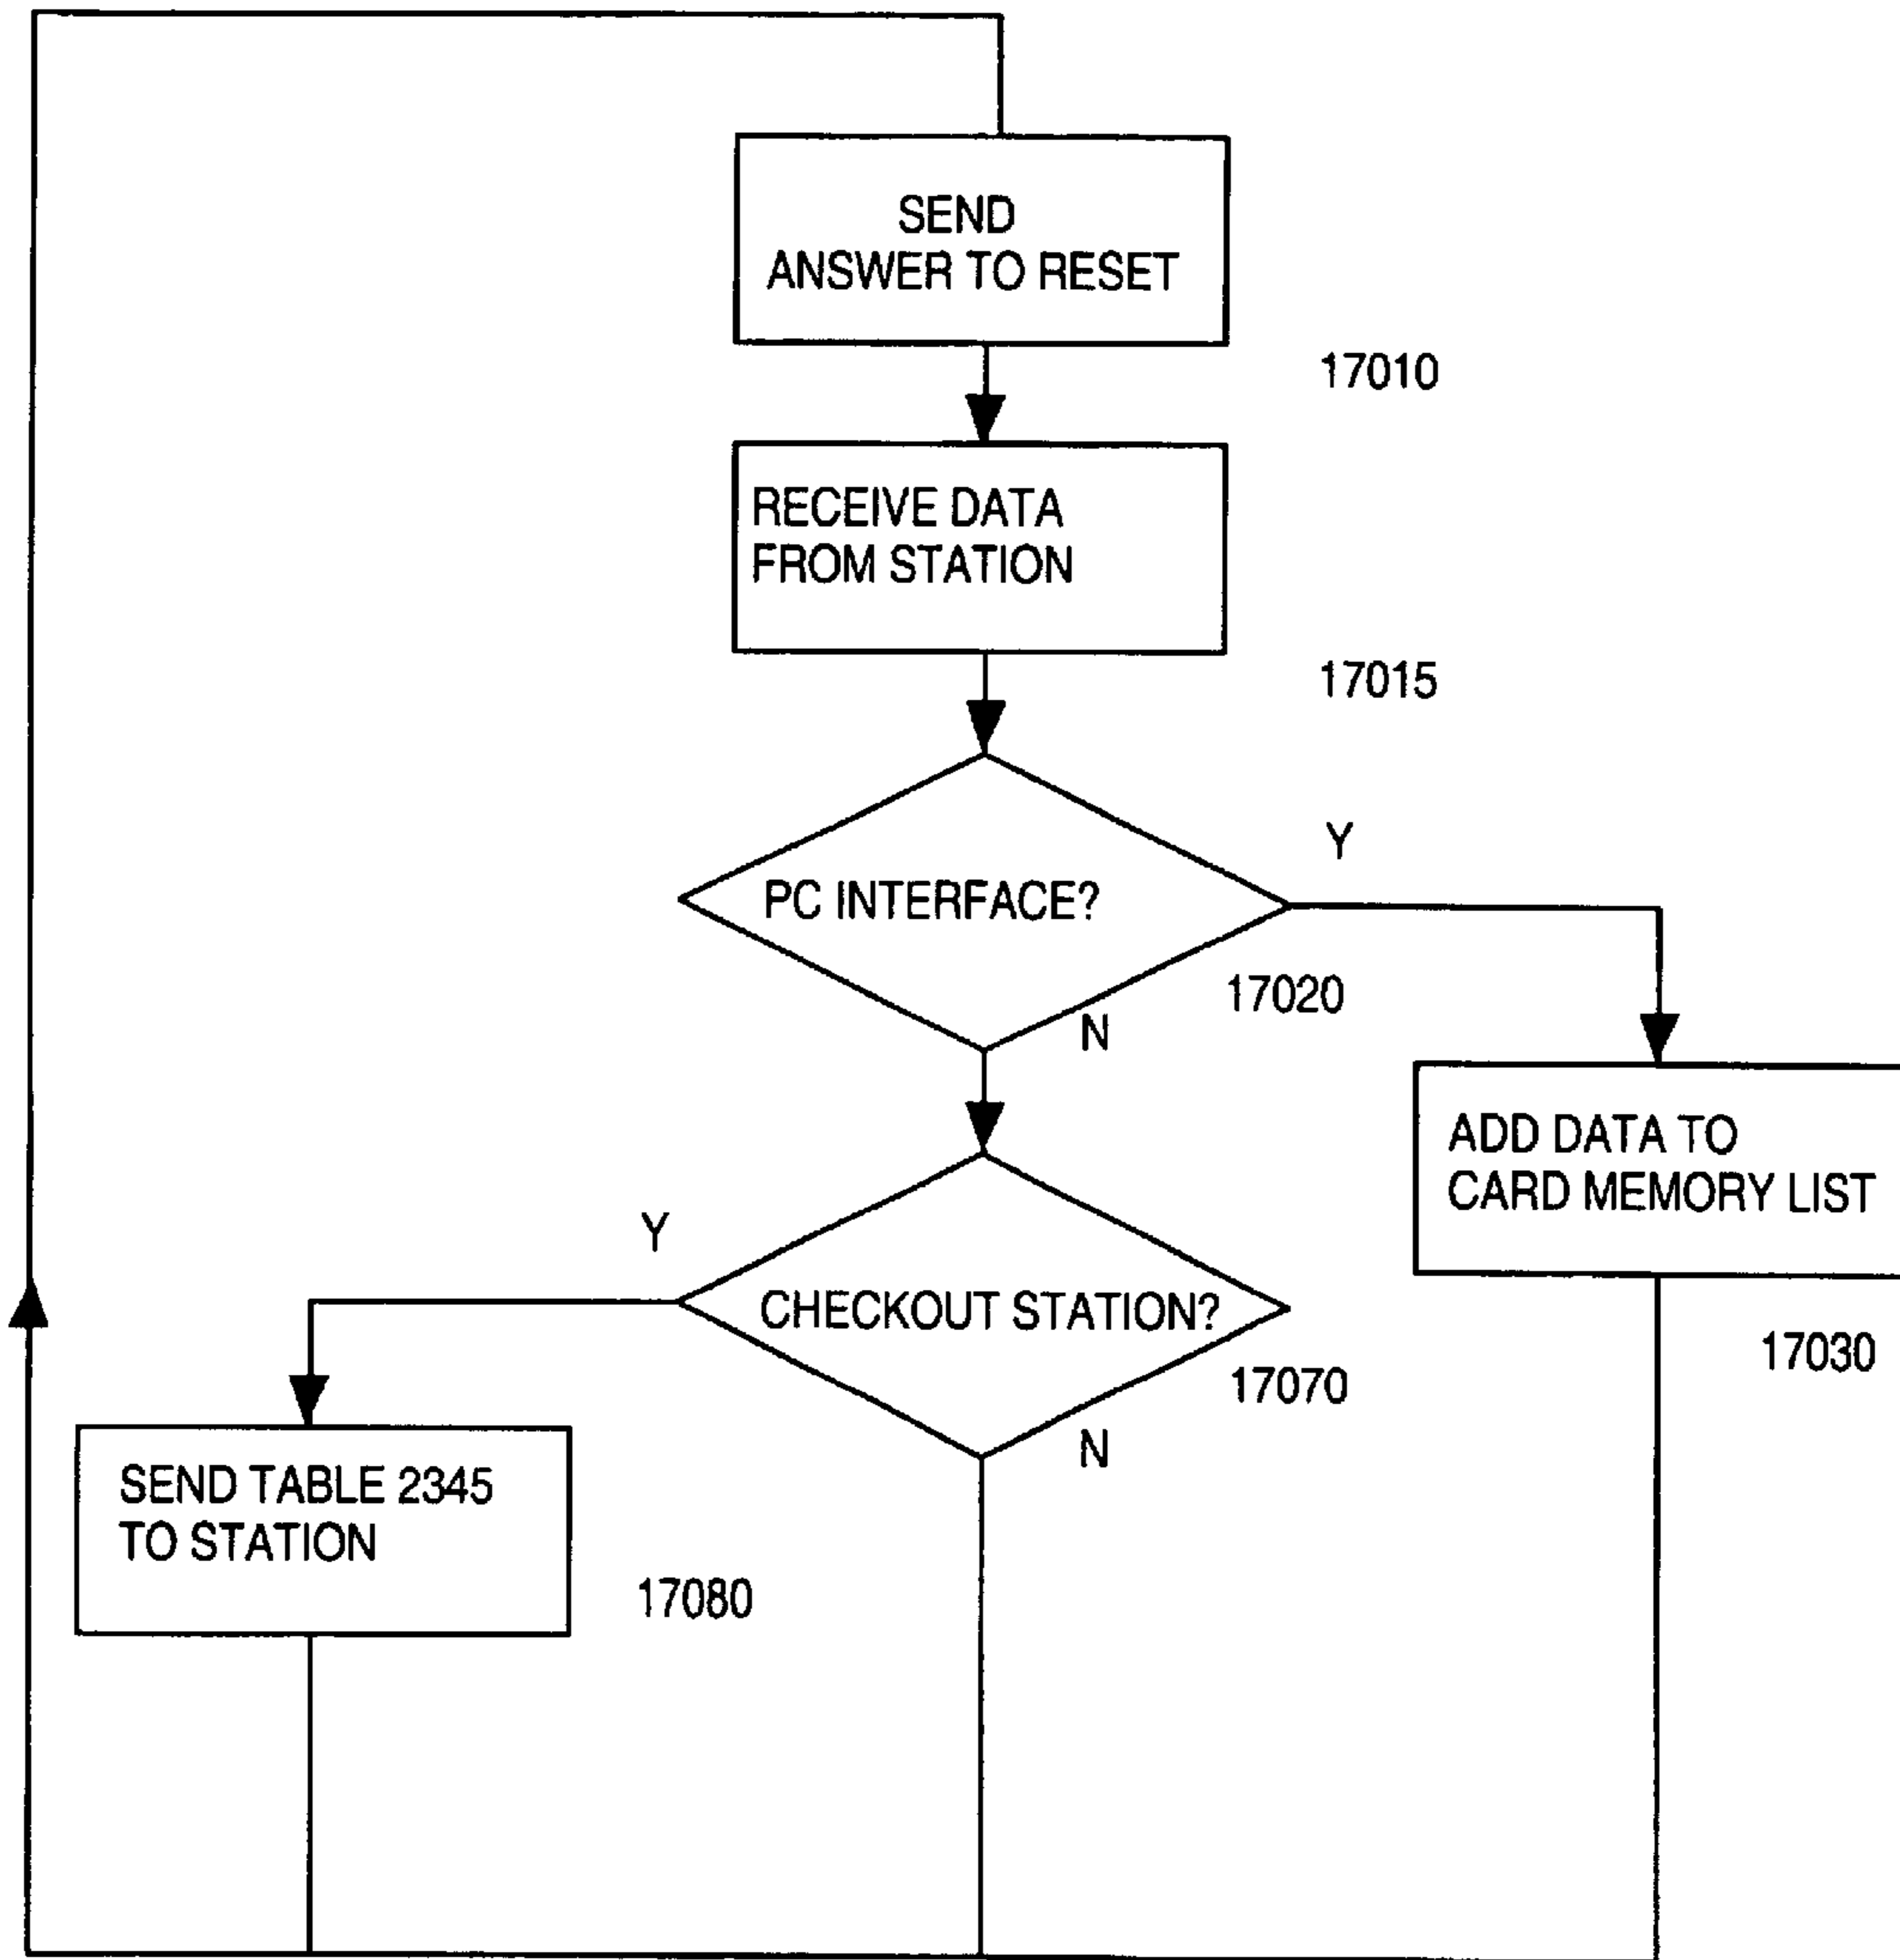 SEND
ANSWER TO RESET
17010
RECEIVE DATA
FROM STATION
17015
Y
PC INTERFACE?
17020
N
ADD DATA TO
CARD MEMORY LIST
17030
Y
CHECKOUT STATION?
17070
N
SEND TABLE 2345
TO STATION
17080